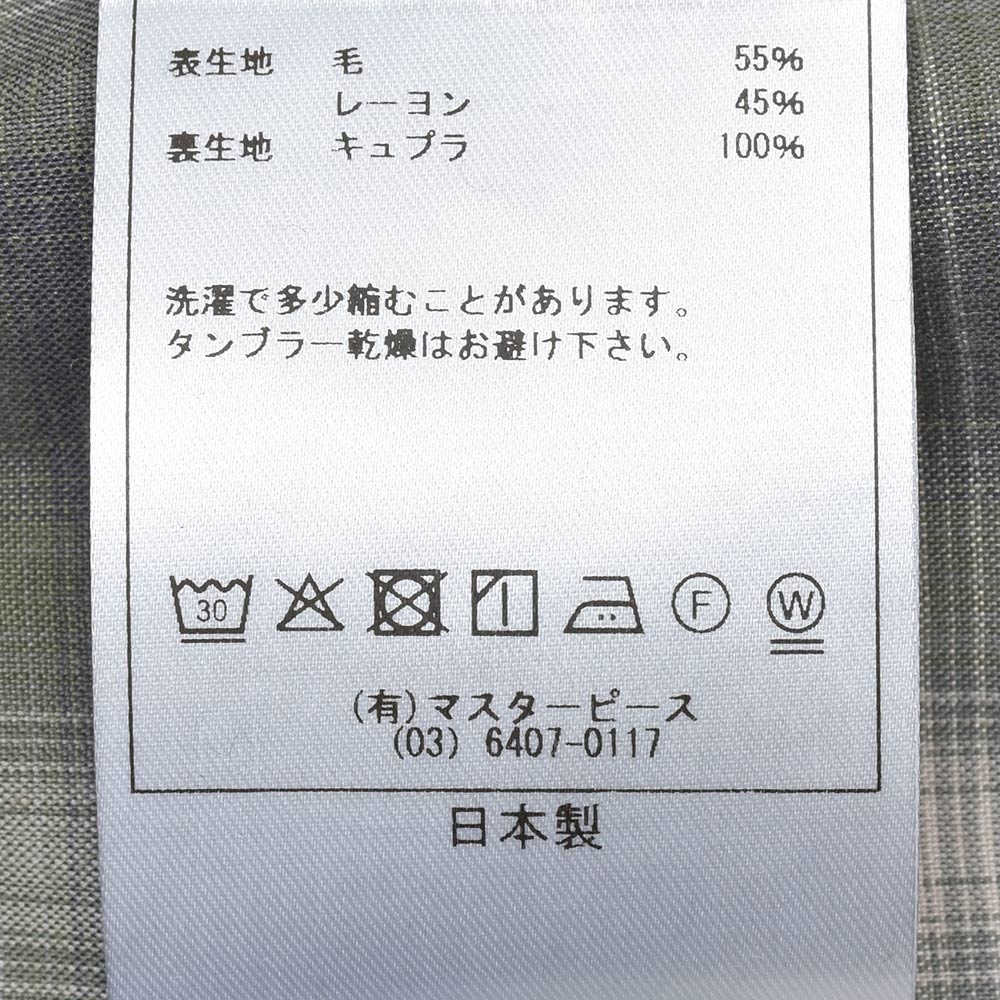 表生地 毛 55%
レーヨン 45%
裏生地 キュプラ 100%
洗濯で多少縮むことがあります。
タンブラー乾燥はお避け下さい。
30 F W
(有)マスターピース
(03) 6407-0117
日本製